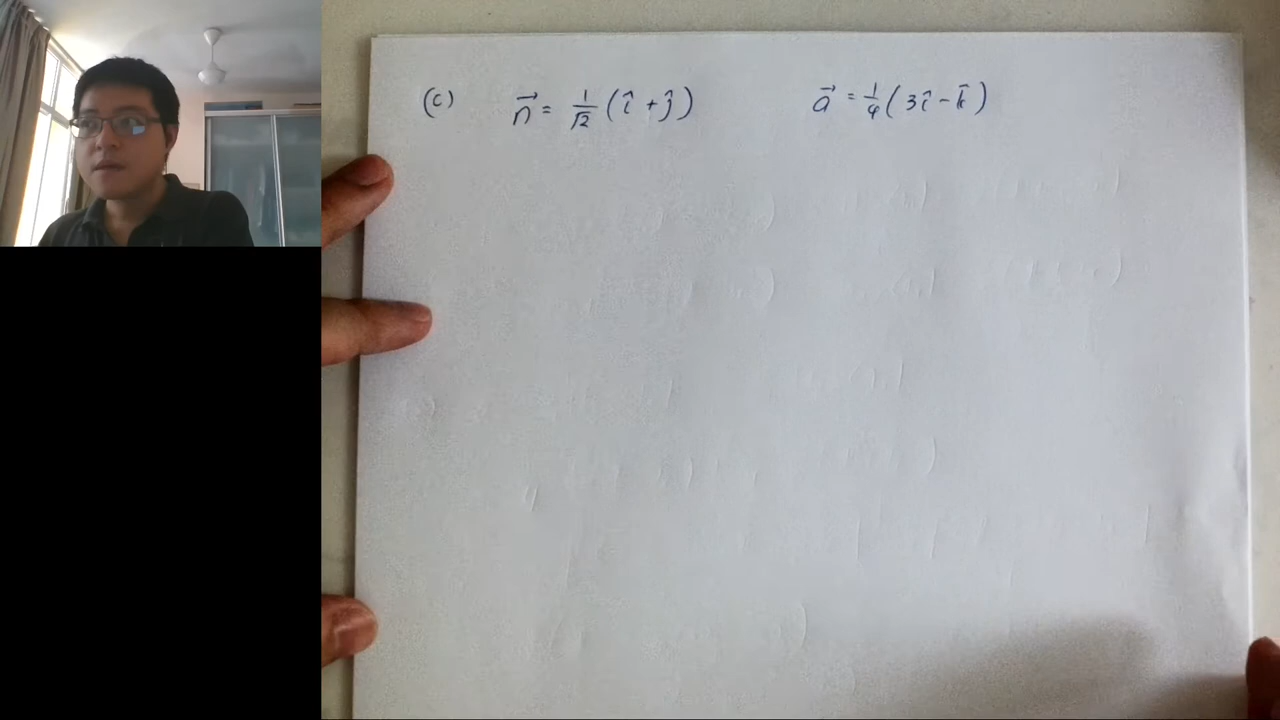 (c) n⃗ = 1/√2 (î + ĵ) a⃗ = 1/4 (3î − k̂)